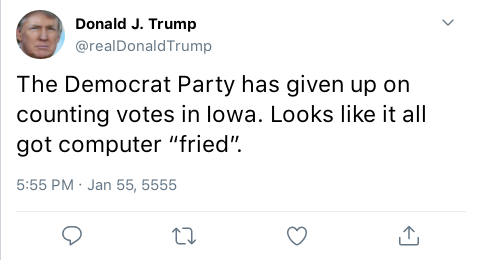 Donald J. Trump
@realDonaldTrump
The Democrat Party has given up on
counting votes in Iowa. Looks like it all
got computer “fried”.
5:55 PM · Jan 55, 5555